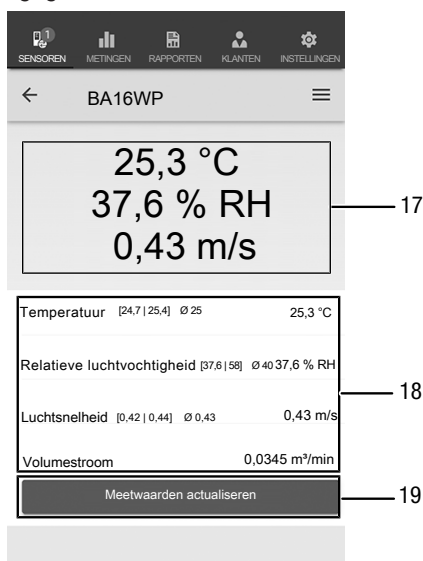 1
SENSOREN METINGEN RAPPORTEN KLANTEN INSTELLINGEN
BA16WP
25,3 °C
37,6 % RH
0,43 m/s
17
Temperatuur [24,7 | 25,4] Ø 25 25,3 °C
Relatieve luchtvochtigheid [37,6 | 58] Ø 40 37,6 % RH
18
Luchtsnelheid [0,42 | 0,44] Ø 0,43 0,43 m/s
Volumestroom 0,0345 m³/min
Meetwaarden actualiseren 19